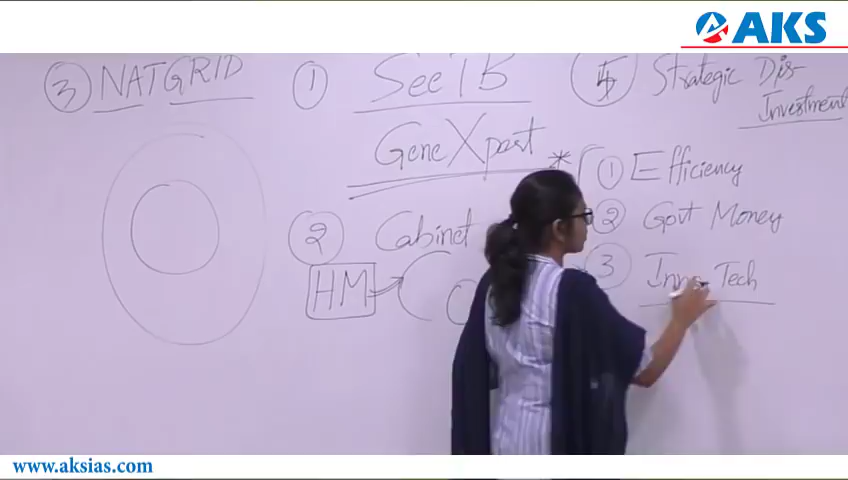 AKS
3 NATGRID
1 See TB
GeneXpert *
2 Cabinet
HM
5 Strategic Dis-
Investment
1 Efficiency
2 Govt Money
3 Inno Tech
www.aksias.com